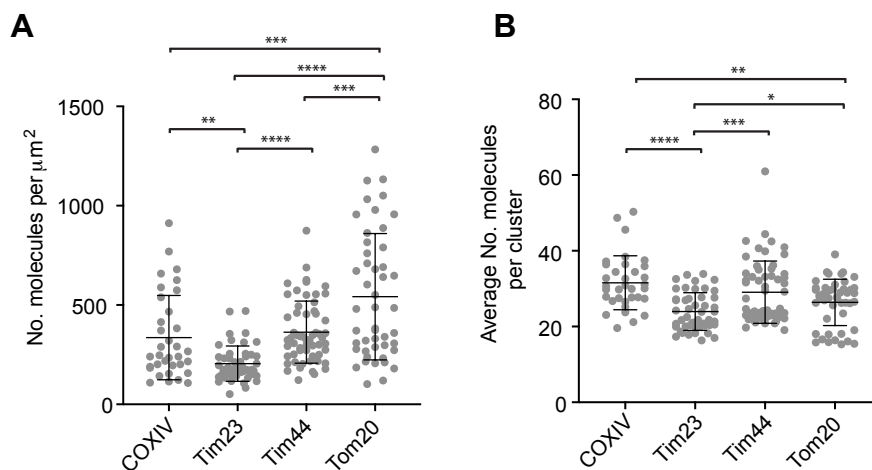 A
***
****
***
**
****
1500
1000
500
0
No. molecules per μm²
COXIV
Tim23
Tim44
Tom20
B
**
*
***
****
80
60
40
20
0
Average No. molecules
per cluster
COXIV
Tim23
Tim44
Tom20